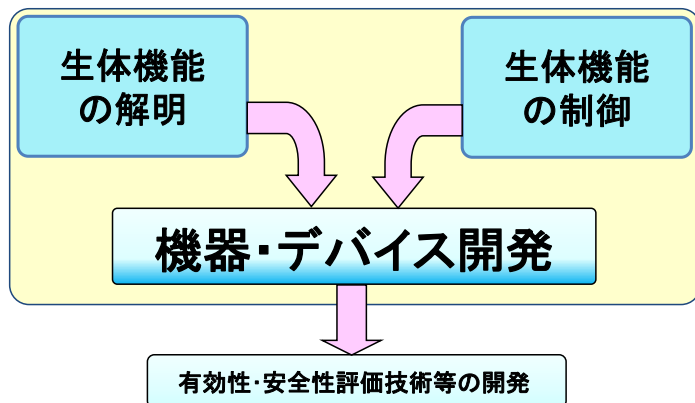 生体機能
の解明
生体機能
の制御
機器・デバイス開発
有効性・安全性評価技術等の開発